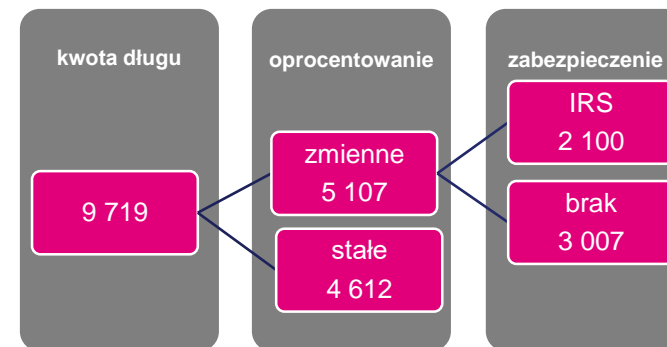 kwota długu
9 719
oprocentowanie
zmienne
5 107
stałe
4 612
zabezpieczenie
IRS
2 100
brak
3 007